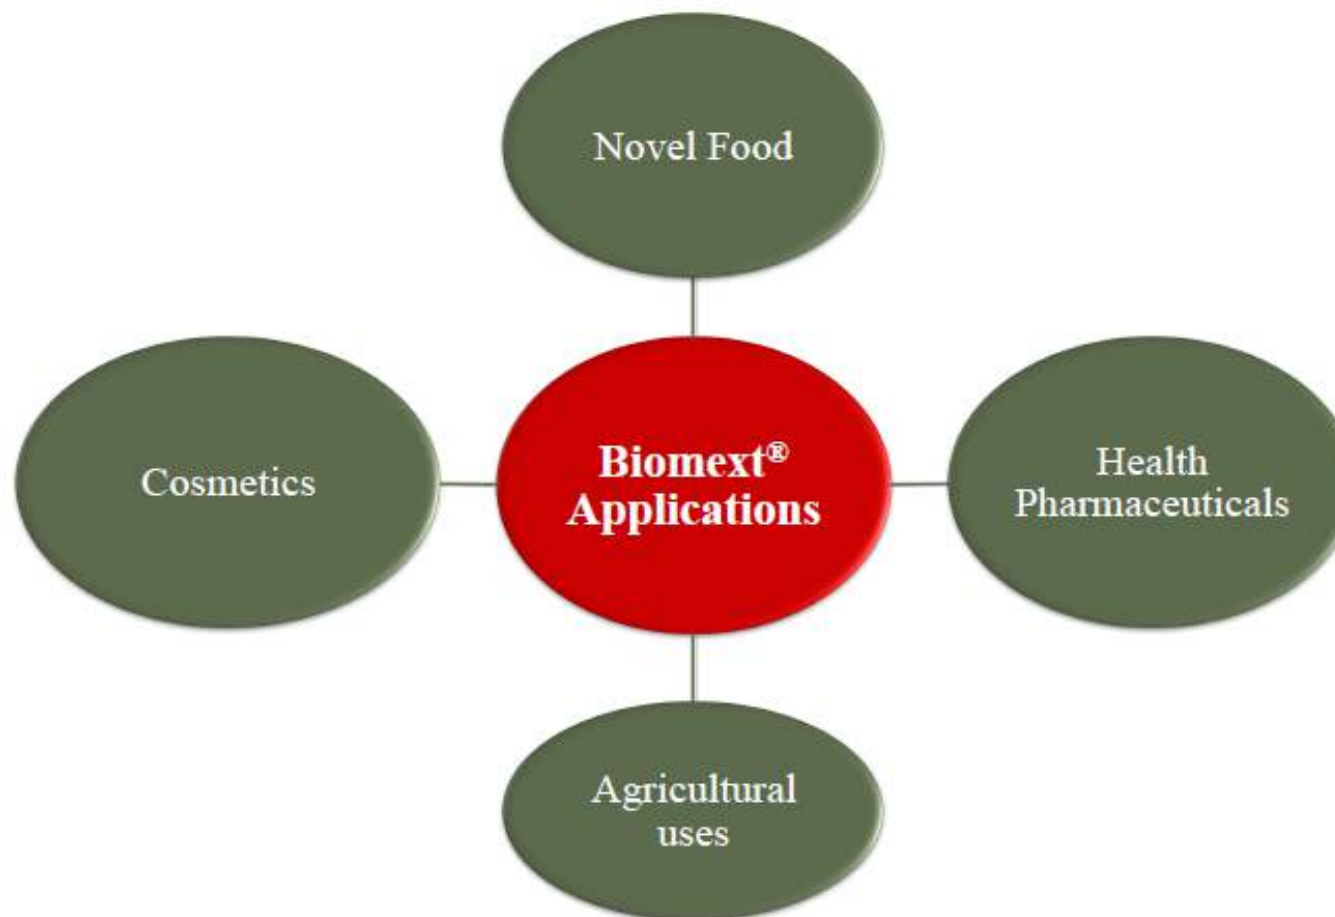 Novel Food
Cosmetics
Biomext®
Applications
Health
Pharmaceuticals
Agricultural
uses